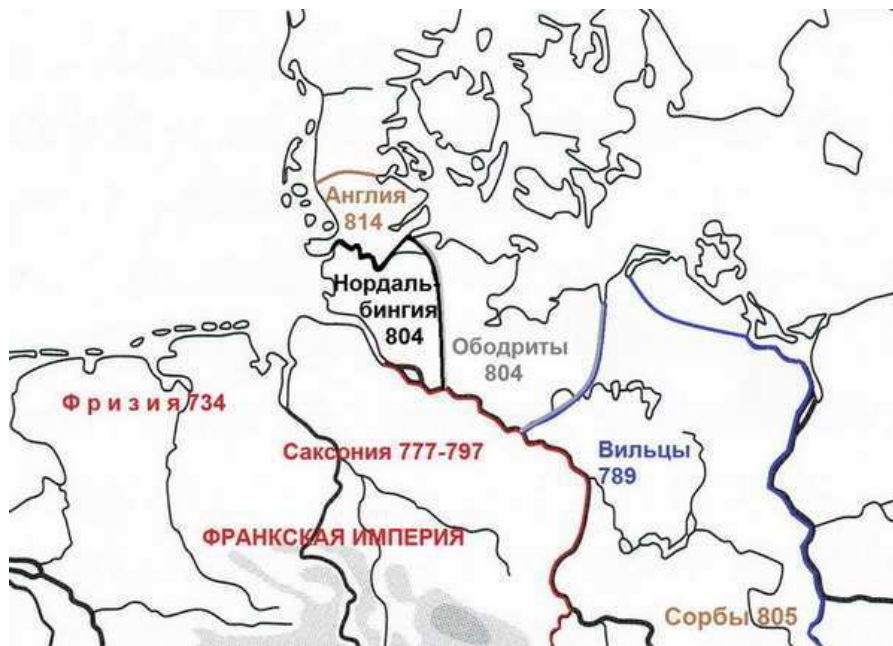 Англия
814
Нордаль-
бингия
804
Ободриты
804
Фризия 734
Саксония 777-797
Вильцы
789
ФРАНКСКАЯ ИМПЕРИЯ
Сорбы 805